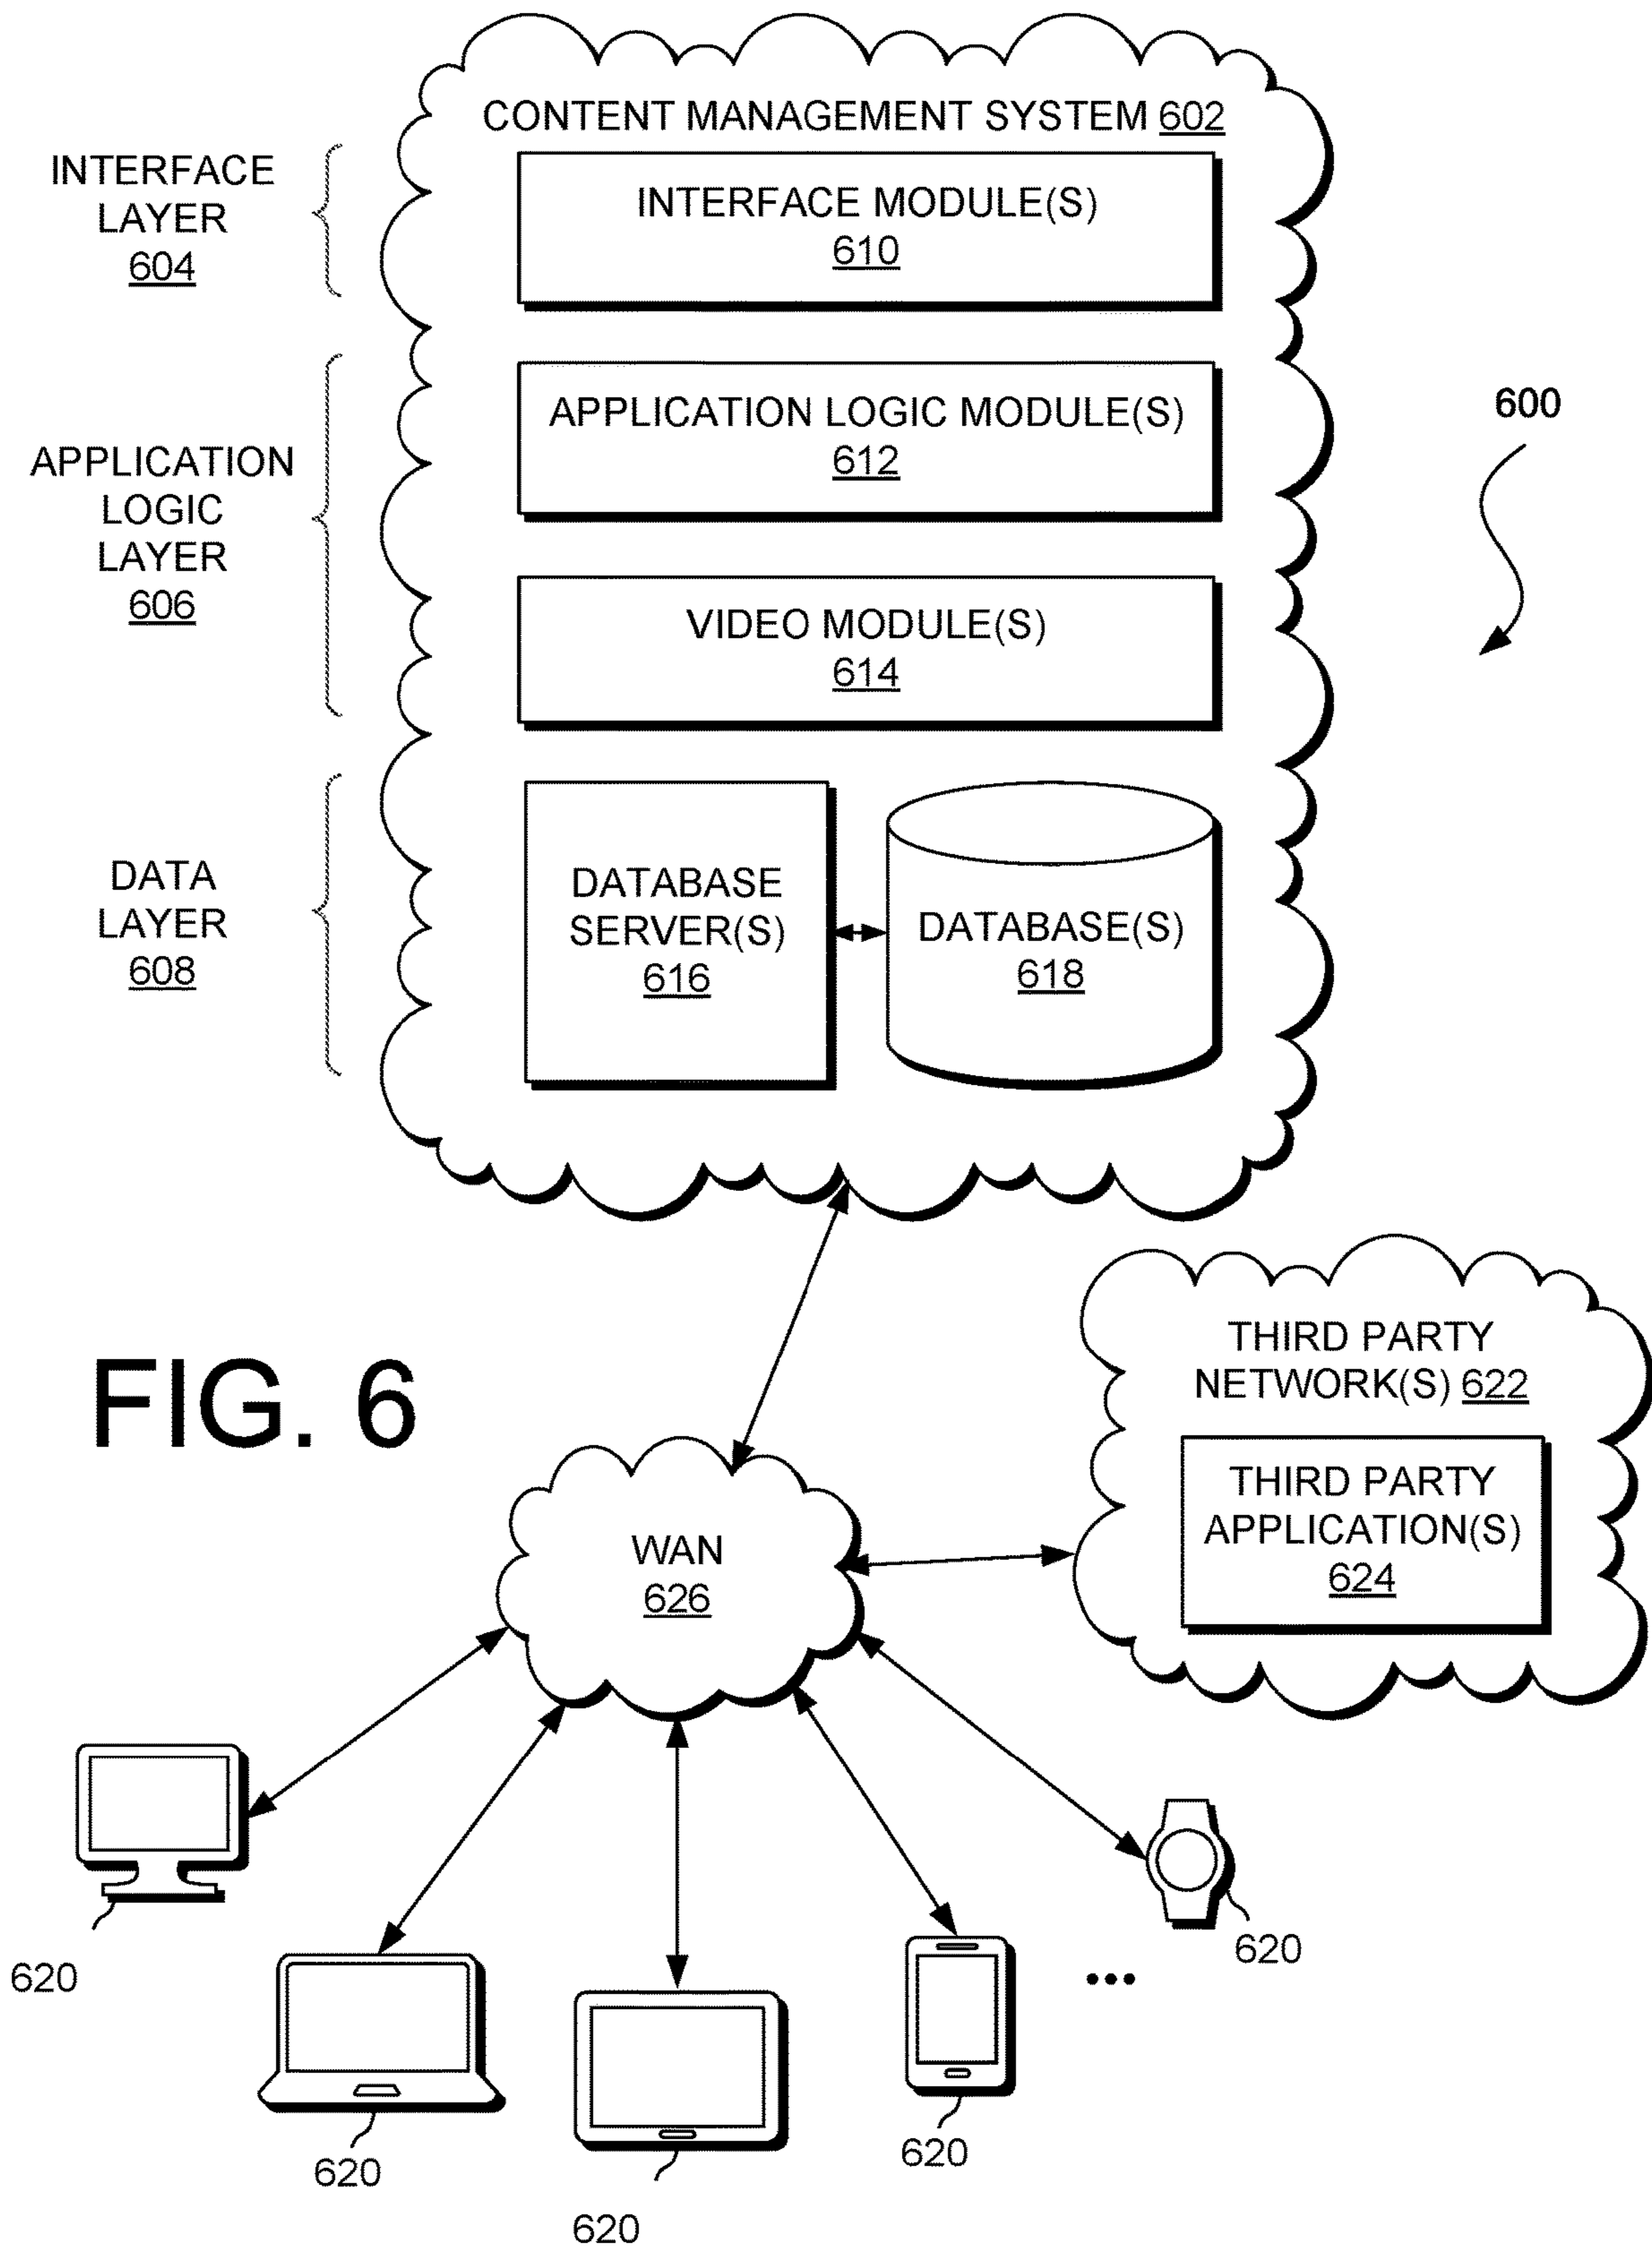 CONTENT MANAGEMENT SYSTEM 602
INTERFACE
LAYER
604
INTERFACE MODULE(S)
610
APPLICATION
LOGIC
LAYER
606
APPLICATION LOGIC MODULE(S)
612
600
VIDEO MODULE(S)
614
DATA
LAYER
608
DATABASE
SERVER(S)
616
DATABASE(S)
618
FIG. 6
THIRD PARTY
NETWORK(S) 622
THIRD PARTY
APPLICATION(S)
624
WAN
626
620
620
620
620
...
620